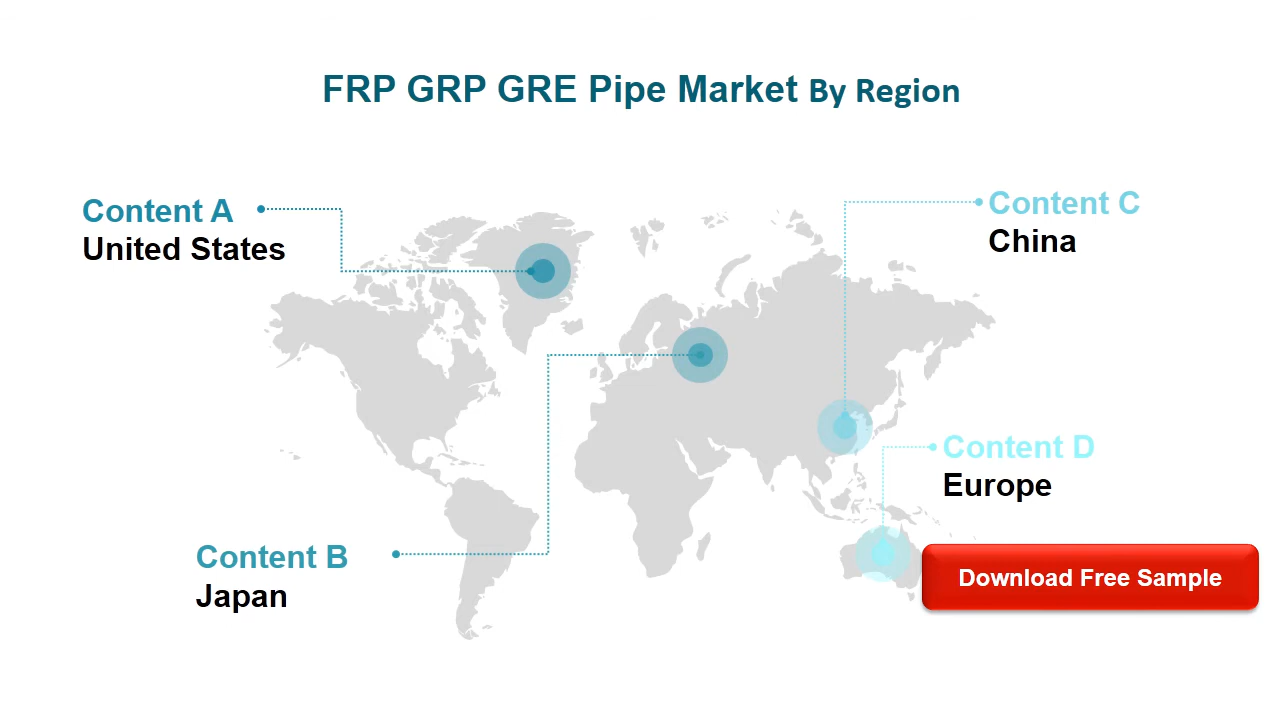 FRP GRP GRE Pipe Market By Region
Content A
United States
Content C
China
Content D
Europe
Content B
Japan
Download Free Sample